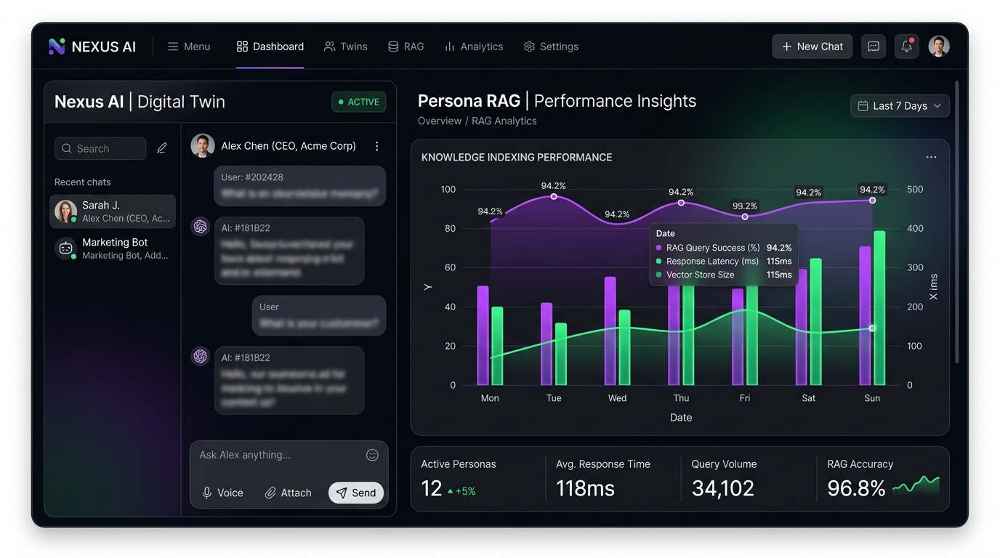 NEXUS AI
Menu
Dashboard
Twins
RAG
Analytics
Settings
+ New Chat
Nexus AI | Digital Twin
ACTIVE
Search
Recent chats
Sarah J.
Alex Chen (CEO, Ac...
Marketing Bot
Marketing Bot, Add...
Alex Chen (CEO, Acme Corp)
User: #202428
AI: #181B22
User
AI: #181B22
Ask Alex anything...
Voice
Attach
Send
Persona RAG | Performance Insights
Overview / RAG Analytics
Last 7 Days
KNOWLEDGE INDEXING PERFORMANCE
100
80
60
40
20
0
Y
94.2%
94.2%
94.2%
94.2%
99.2%
94.2%
94.2%
Date
RAG Query Success (%) 94.2%
Response Latency (ms) 115ms
Vector Store Size 115ms
500
400
300
200
100
0
X ims
Mon Tue Wed Thu Fri Sat Sun
Date
Active Personas
12 +5%
Avg. Response Time
118ms
Query Volume
34,102
RAG Accuracy
96.8%